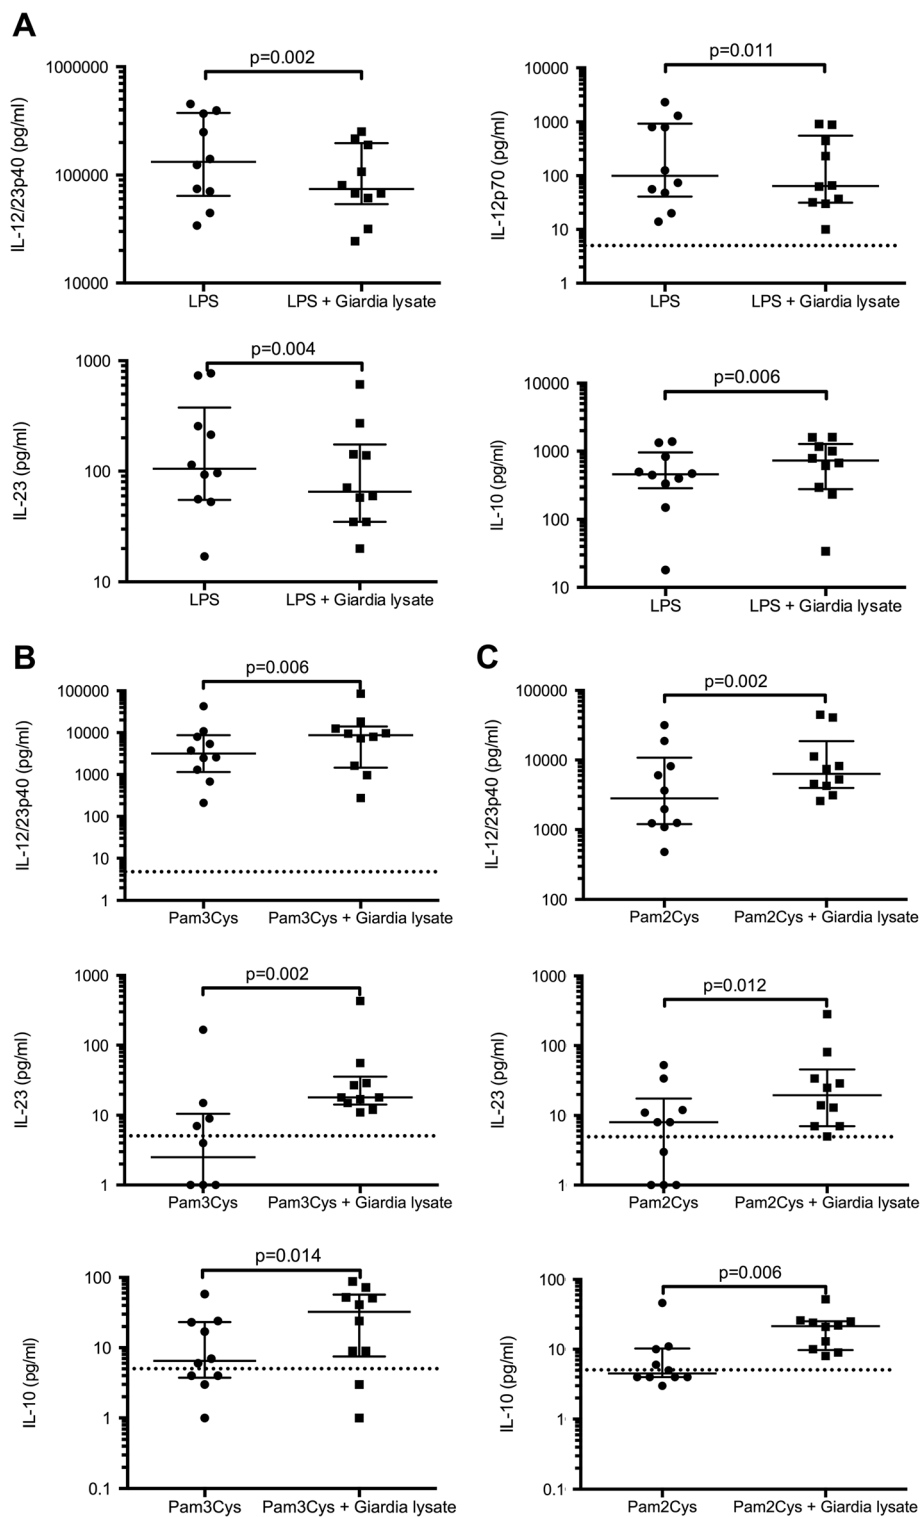 A
p=0.002
IL-12/23p40 (pg/ml)
1000000
100000
10000
LPS
LPS + Giardia lysate
p=0.011
IL-12p70 (pg/ml)
10000
1000
100
10
1
LPS
LPS + Giardia lysate
p=0.004
IL-23 (pg/ml)
1000
100
10
LPS
LPS + Giardia lysate
p=0.006
IL-10 (pg/ml)
10000
1000
100
10
LPS
LPS + Giardia lysate
B
p=0.006
IL-12/23p40 (pg/ml)
100000
10000
1000
100
10
1
Pam3Cys
Pam3Cys + Giardia lysate
C
p=0.002
IL-12/23p40 (pg/ml)
100000
10000
1000
100
Pam2Cys
Pam2Cys + Giardia lysate
p=0.002
IL-23 (pg/ml)
1000
100
10
1
Pam3Cys
Pam3Cys + Giardia lysate
p=0.012
IL-23 (pg/ml)
1000
100
10
1
Pam2Cys
Pam2Cys + Giardia lysate
p=0.014
IL-10 (pg/ml)
100
10
1
0.1
Pam3Cys
Pam3Cys + Giardia lysate
p=0.006
IL-10 (pg/ml)
100
10
1
0.1
Pam2Cys
Pam2Cys + Giardia lysate